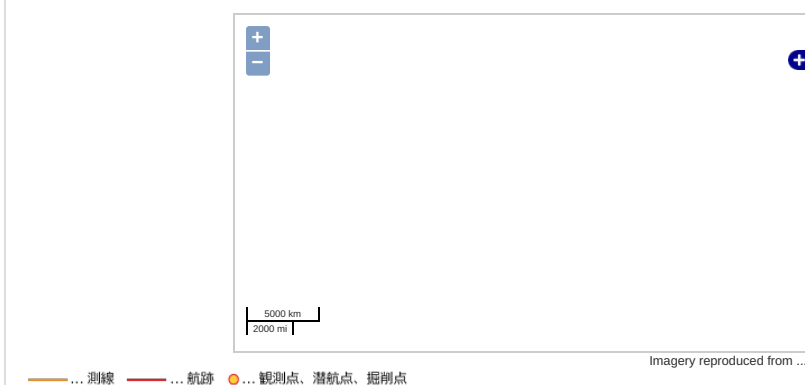 +
−
+
5000 km
2000 mi
Imagery reproduced from ...
... 測線 ... 航跡 ... 観測点、潜航点、掘削点